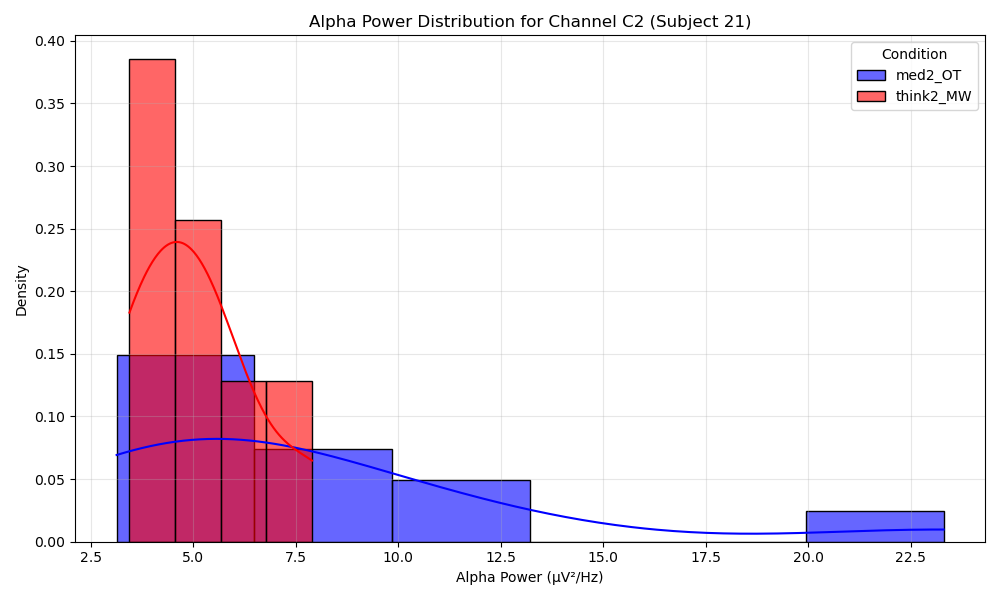 Alpha Power Distribution for Channel C2 (Subject 21)
Condition
med2_OT
think2_MW
Density
0.40
0.35
0.30
0.25
0.20
0.15
0.10
0.05
0.00
2.5 5.0 7.5 10.0 12.5 15.0 17.5 20.0 22.5
Alpha Power (μV²/Hz)